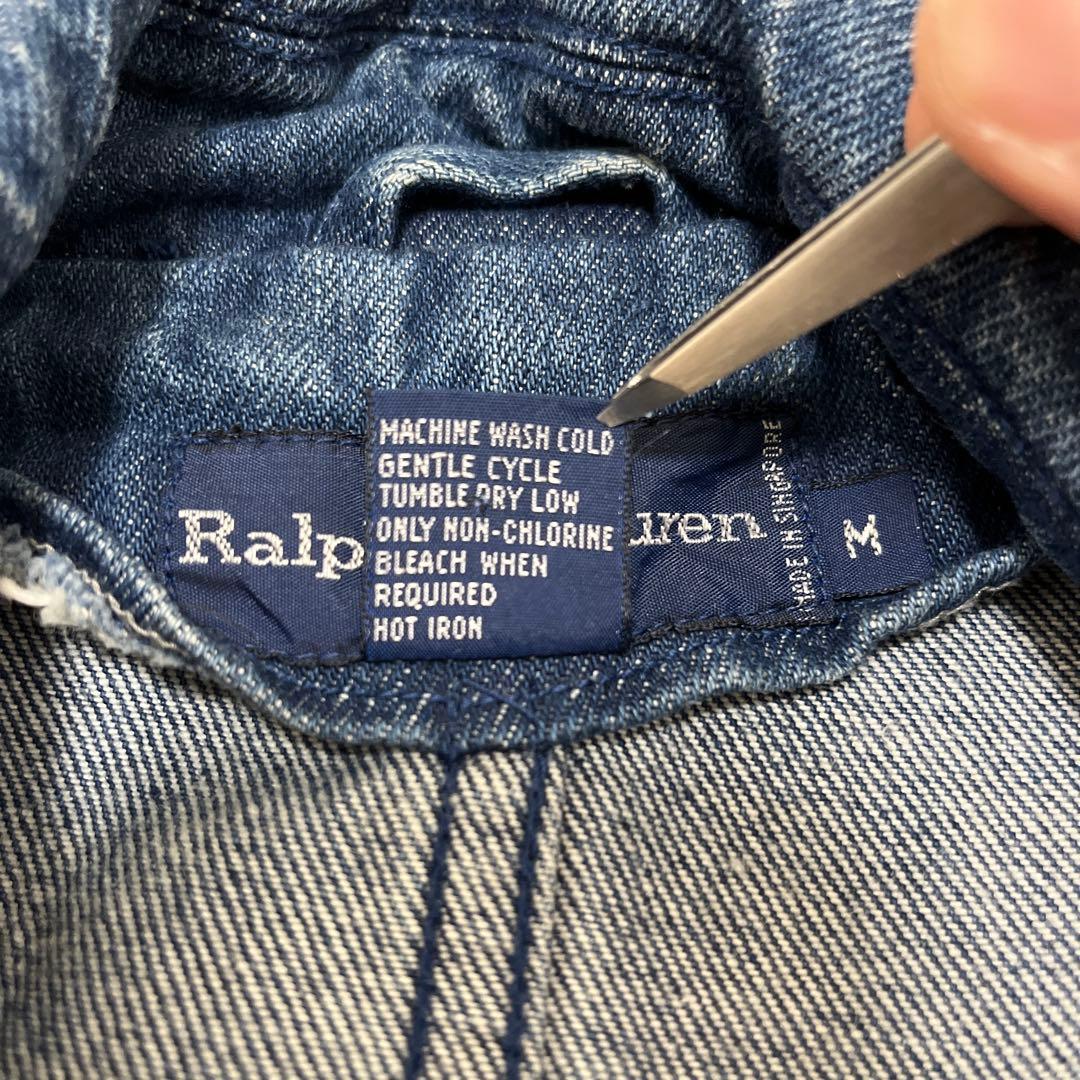 MACHINE WASH COLD
GENTLE CYCLE
TUMBLE DRY LOW
ONLY NON-CHLORINE
BLEACH WHEN
REQUIRED
HOT IRON
Ralp
uren
MADE IN SINGAPORE
M